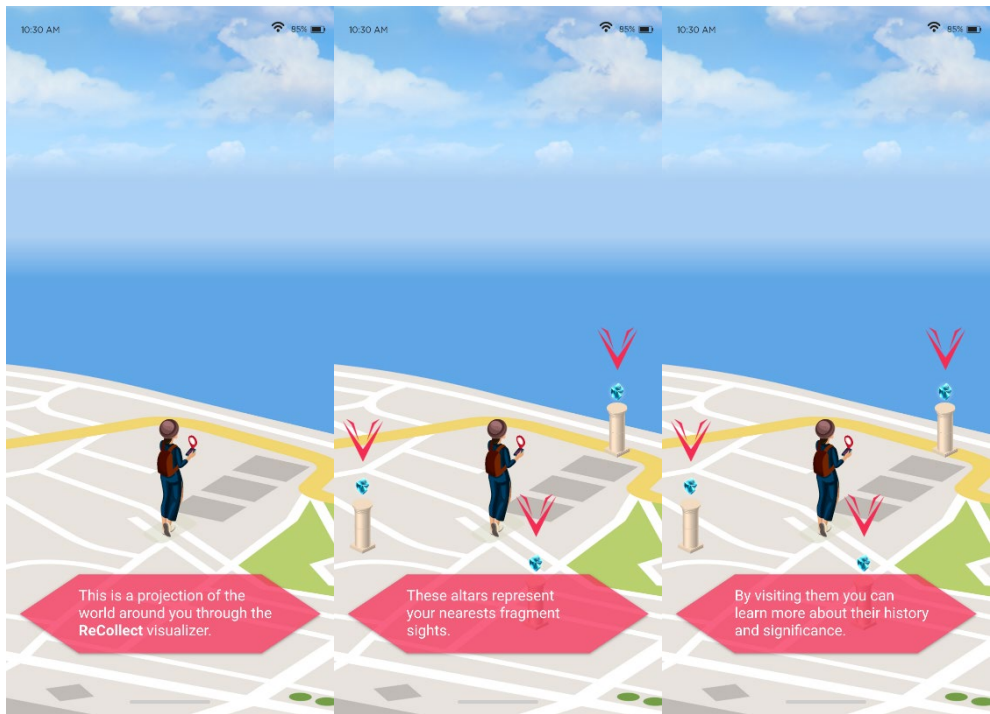 10:30 AM
85%
This is a projection of the
world around you through the
ReCollect visualizer.
10:30 AM
85%
These altars represent
your nearests fragment
sights.
10:30 AM
85%
By visiting them you can
learn more about their history
and significance.